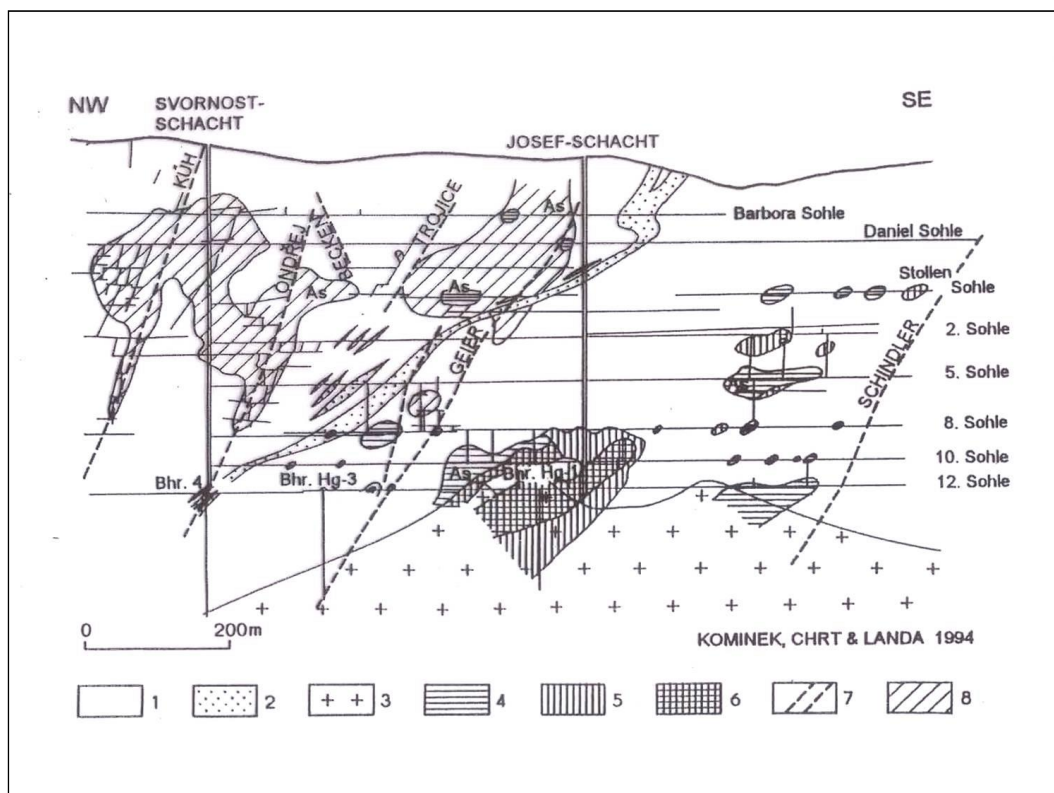 NW
SVORNOST-
SCHACHT
SE
JOSEF-SCHACHT
KÜH
ONDŘEJ
BECKEN
TROJICE
As
Barbora Sohle
Daniel Sohle
As
As
Stollen
Sohle
GEIER
2. Sohle
SCHINDLER
5. Sohle
8. Sohle
10. Sohle
Bhr. 4
Bhr. Hg-3
As
Bhr. Hg-1
12. Sohle
0
200m
KOMINEK, CHRT & LANDA 1994
1
2
3
4
5
6
7
8